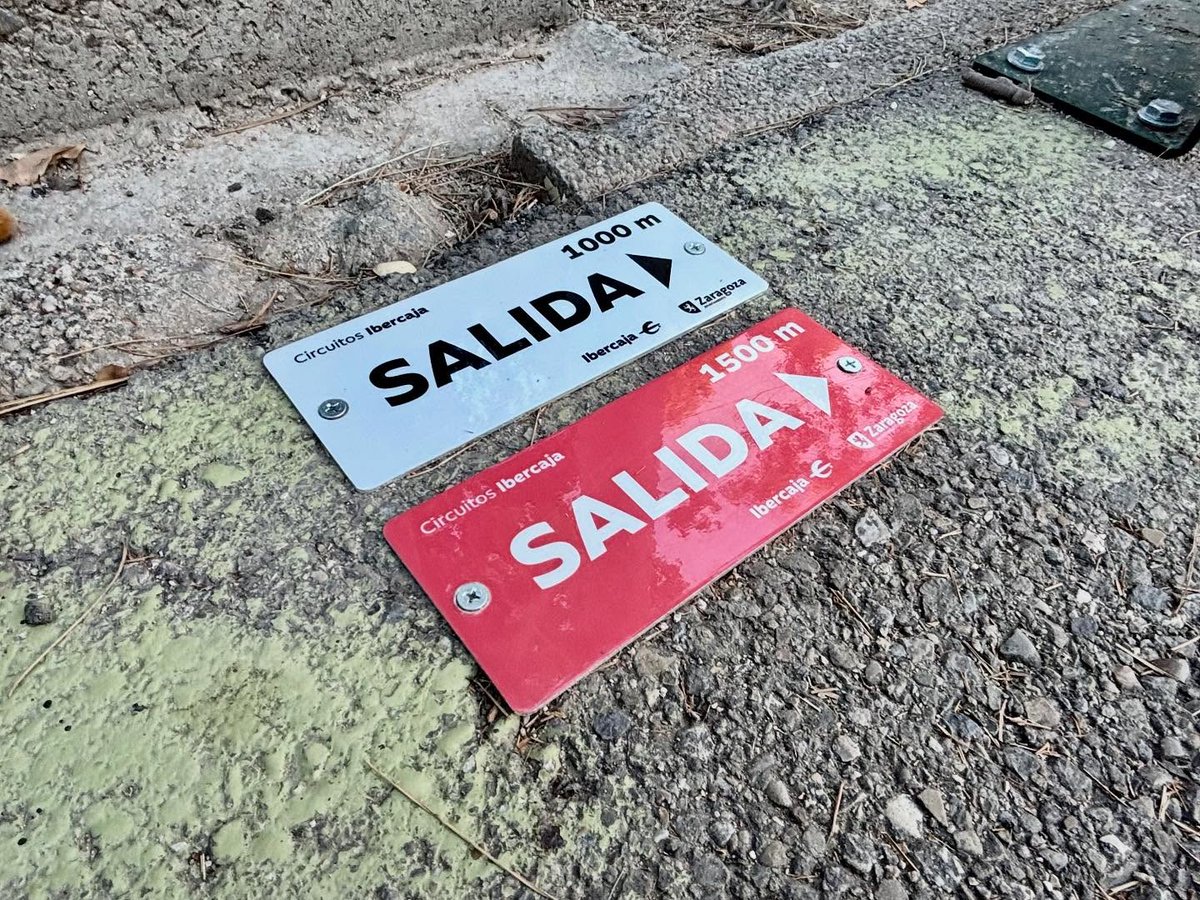 1000 m
Circuitos Ibercaja
SALIDA
Ibercaja
Zaragoza
1500 m
Circuitos Ibercaja
SALIDA
Ibercaja
Zaragoza